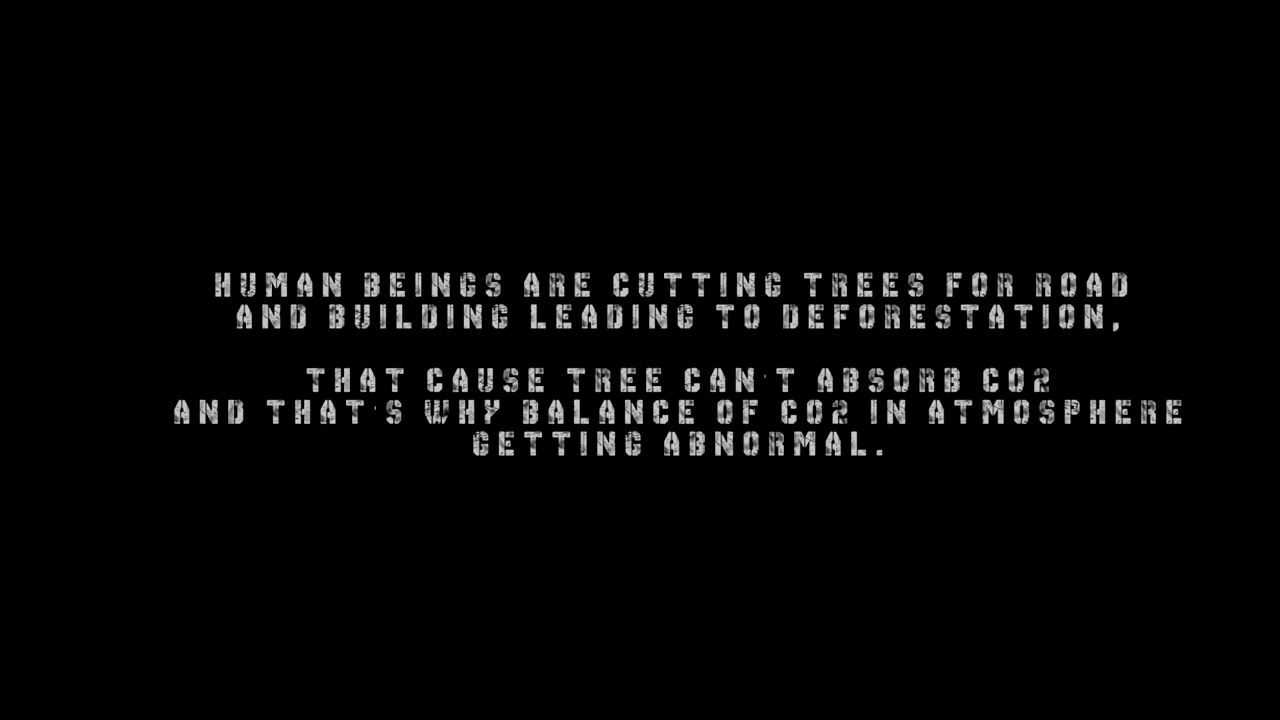 HUMAN BEINGS ARE CUTTING TREES FOR ROAD
AND BUILDING LEADING TO DEFORESTATION,
THAT CAUSE TREE CAN'T ABSORB CO2
AND THAT'S WHY BALANCE OF CO2 IN ATMOSPHERE
GETTING ABNORMAL.